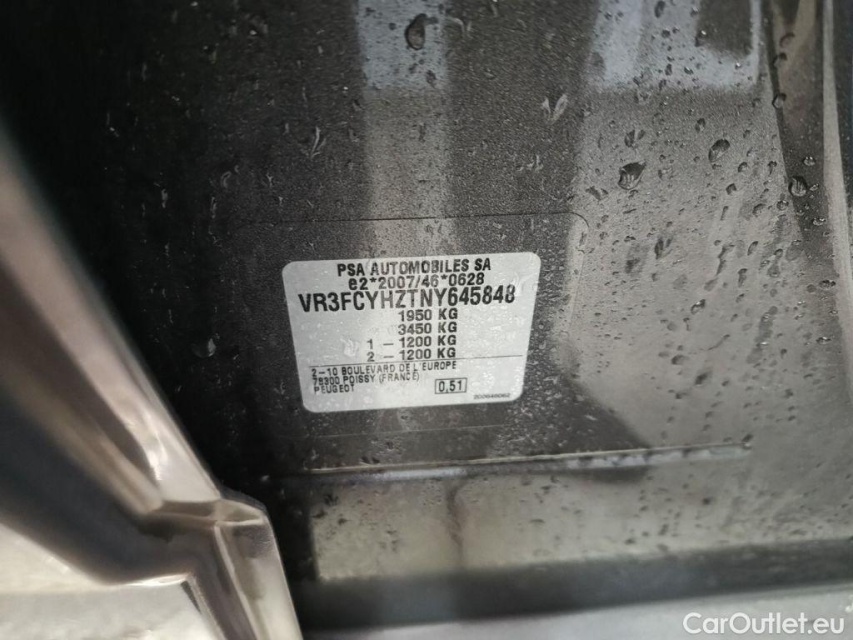 PSA AUTOMOBILES SA
e2*2007/46*0628
VR3FCYHZTNY645848
1950 KG
3450 KG
1 - 1200 KG
2 - 1200 KG
2-10 BOULEVARD DE L'EUROPE
78300 POISSY (FRANCE)
PEUGEOT
0,51
CarOutlet.eu